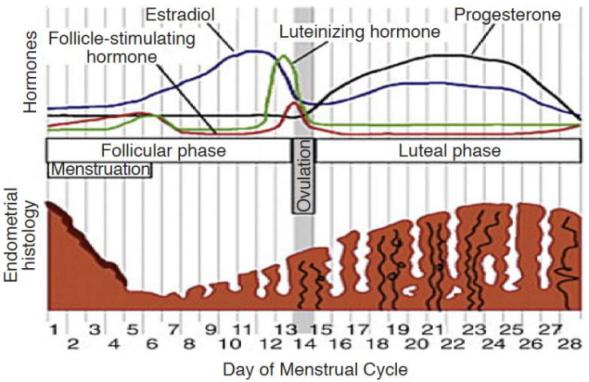 Estradiol
Progesterone
Follicle-stimulating
hormone
Luteinizing hormone
Hormones
Follicular phase
Ovulation
Luteal phase
Menstruation
Endometrial
histology
1 3 5 7 9 11 13 15 17 19 21 23 25 27
2 4 6 8 10 12 14 16 18 20 22 24 26 28
Day of Menstrual Cycle